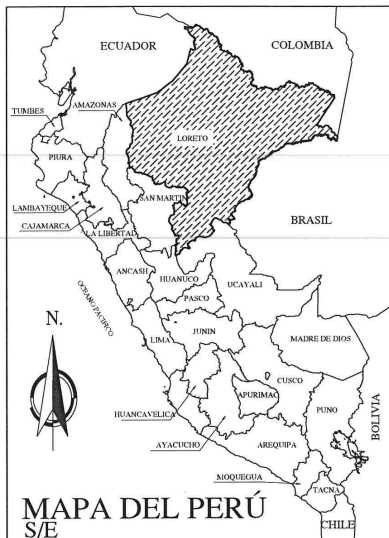 ECUADOR
COLOMBIA
AMAZONAS
TUMBES
LORETO
PIURA
SAN MARTIN
LAMBAYEQUE
CAJAMARCA
LA LIBERTAD
BRASIL
ANCASH
HUANUCO
UCAYALI
PASCO
OCEANO PACIFICO
N.
LIMA
JUNIN
MADRE DE DIOS
CUSCO
APURIMAC
PUNO
HUANCAVELICA
BOLIVIA
AYACUCHO
AREQUIPA
MOQUEGUA
TACNA
MAPA DEL PERÚ
S/E
CHILE